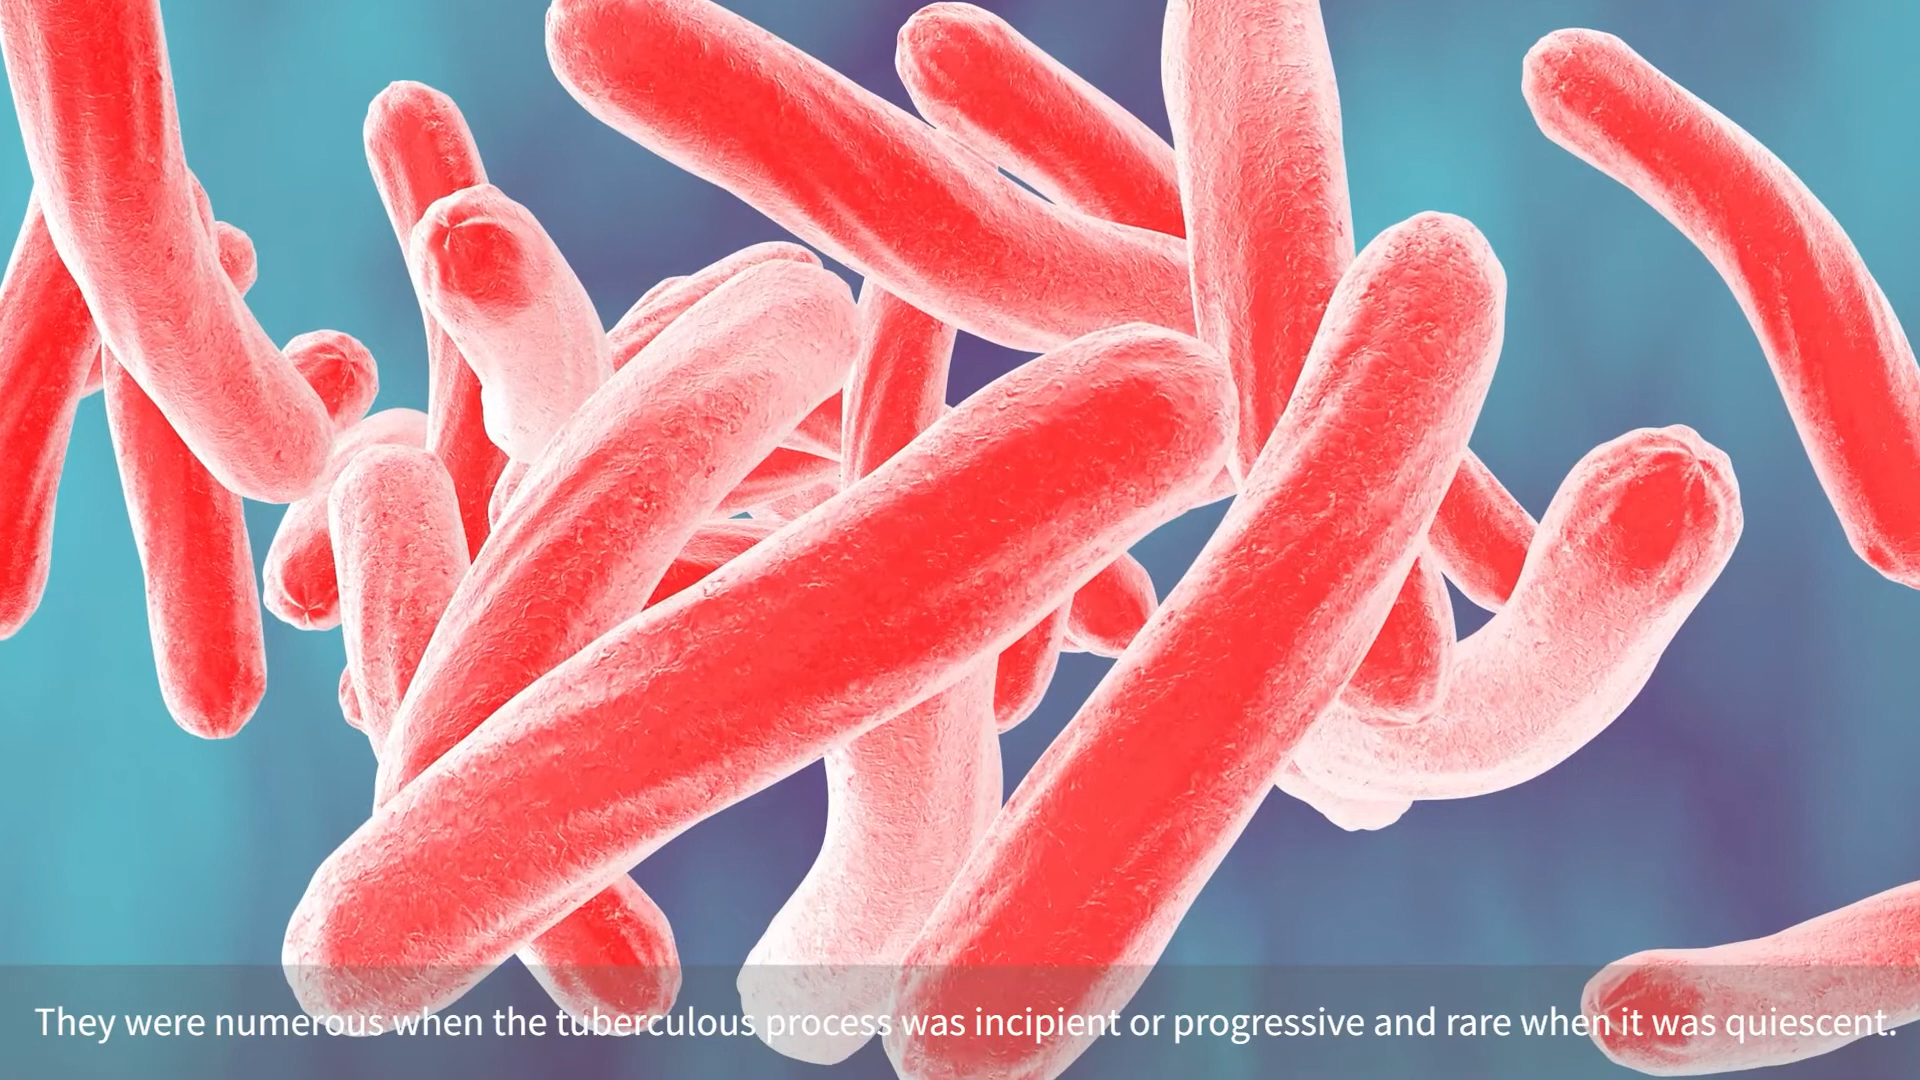 They were numerous when the tuberculous process was incipient or progressive and rare when it was quiescent.